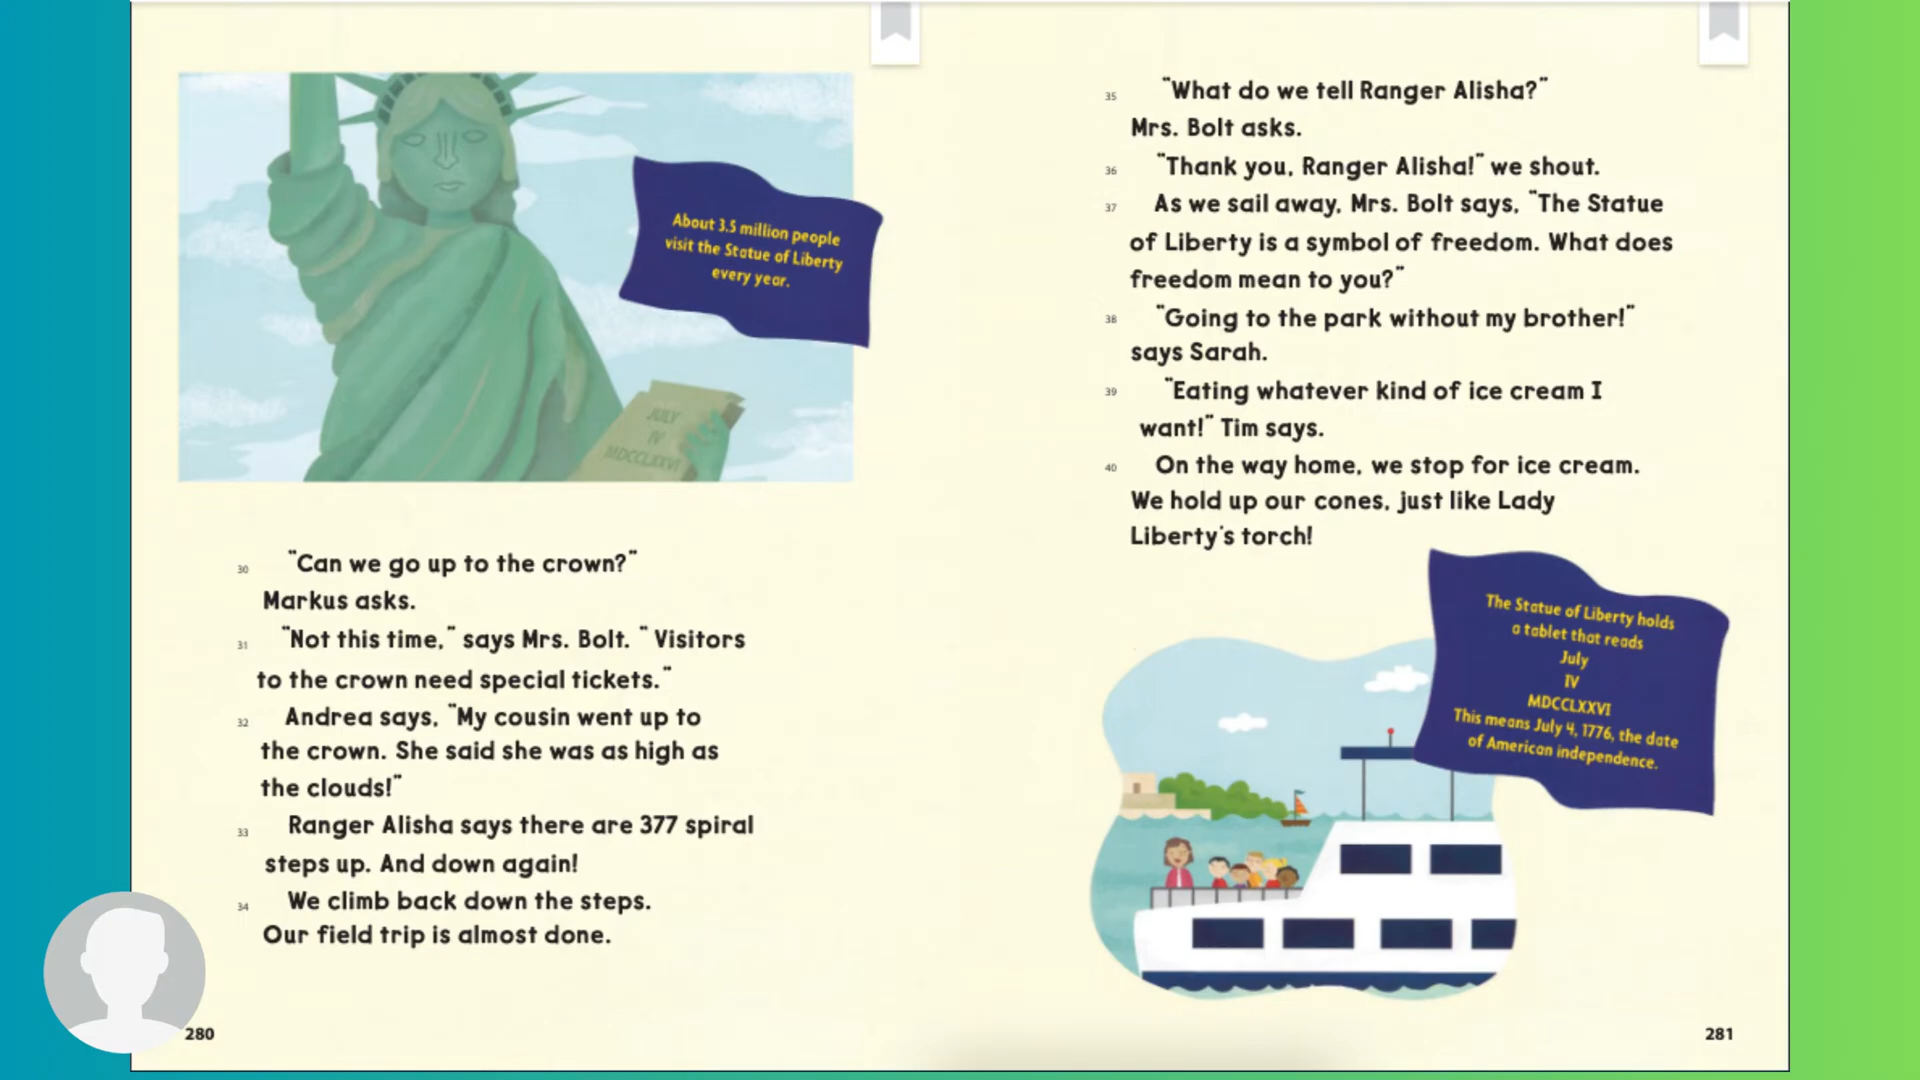 About 3.5 million people
visit the Statue of Liberty
every year.
JULY
IV
MDCCLXXVI
30 "Can we go up to the crown?"
Markus asks.
31 "Not this time," says Mrs. Bolt. " Visitors
to the crown need special tickets."
32 Andrea says, "My cousin went up to
the crown. She said she was as high as
the clouds!"
33 Ranger Alisha says there are 377 spiral
steps up. And down again!
34 We climb back down the steps.
Our field trip is almost done.
280
35 "What do we tell Ranger Alisha?"
Mrs. Bolt asks.
36 "Thank you, Ranger Alisha!" we shout.
37 As we sail away, Mrs. Bolt says, "The Statue
of Liberty is a symbol of freedom. What does
freedom mean to you?"
38 "Going to the park without my brother!"
says Sarah.
39 "Eating whatever kind of ice cream I
want!" Tim says.
40 On the way home, we stop for ice cream.
We hold up our cones, just like Lady
Liberty's torch!
The Statue of Liberty holds
a tablet that reads
July
IV
MDCCLXXVI
This means July 4, 1776, the date
of American independence.
281